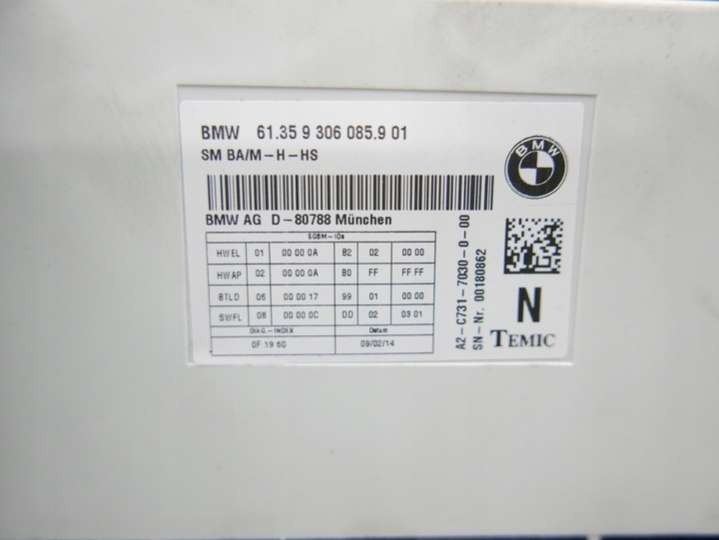 BMW 61.35 9 306 085.9 01
SM BA/M-H-HS
BMW
BMW AG D-80788 München
SGBM-IDs
HWEL 01 00 00 0A B2 02 00 00
HWAP 02 00 00 0A B0 FF FF FF
BTLD 06 00 00 17 99 01 00 00
SWFL 08 00 00 0C DD 02 03 01
DIAG.-INDEX Datum
0F 19 60 09/02/14
A2-C731-7030-0-00
SN-Nr. 00180862
N
TEMIC